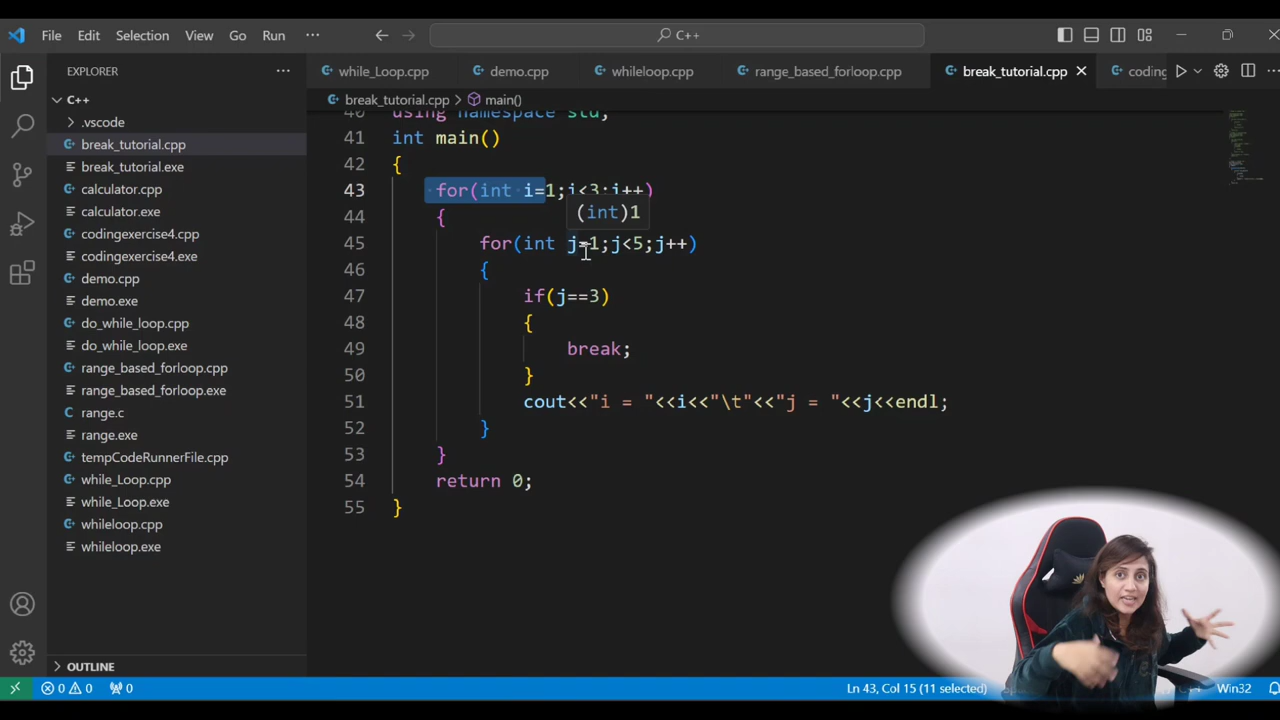 File Edit Selection View Go Run ··· C++
EXPLORER ···
while_Loop.cpp demo.cpp whileloop.cpp range_based_forloop.cpp break_tutorial.cpp coding
C++
break_tutorial.cpp > main()
.vscode
break_tutorial.cpp
break_tutorial.exe
calculator.cpp
calculator.exe
codingexercise4.cpp
codingexercise4.exe
demo.cpp
demo.exe
do_while_loop.cpp
do_while_loop.exe
range_based_forloop.cpp
range_based_forloop.exe
range.c
range.exe
tempCodeRunnerFile.cpp
while_Loop.cpp
while_Loop.exe
whileloop.cpp
whileloop.exe
OUTLINE
40 using namespace std;
41 int main()
42 {
43 for(int i=1;i<3;i++)
(int)1
44 {
45 for(int j=1;j<5;j++)
46 {
47 if(j==3)
48 {
49 break;
50 }
51 cout<<"i = "<<i<<"\t"<<"j = "<<j<<endl;
52 }
53 }
54 return 0;
55 }
0 0 0 Ln 43, Col 15 (11 selected) Win32